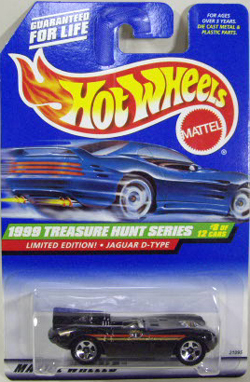 GUARANTEED
FOR LIFE
FOR AGES
OVER 3 YEARS.
DIE CAST METAL &
PLASTIC PARTS.
Hot Wheels
MATTEL
1999 TREASURE HUNT SERIES
#8 OF
12 CARS
LIMITED EDITION! • JAGUAR D-TYPE